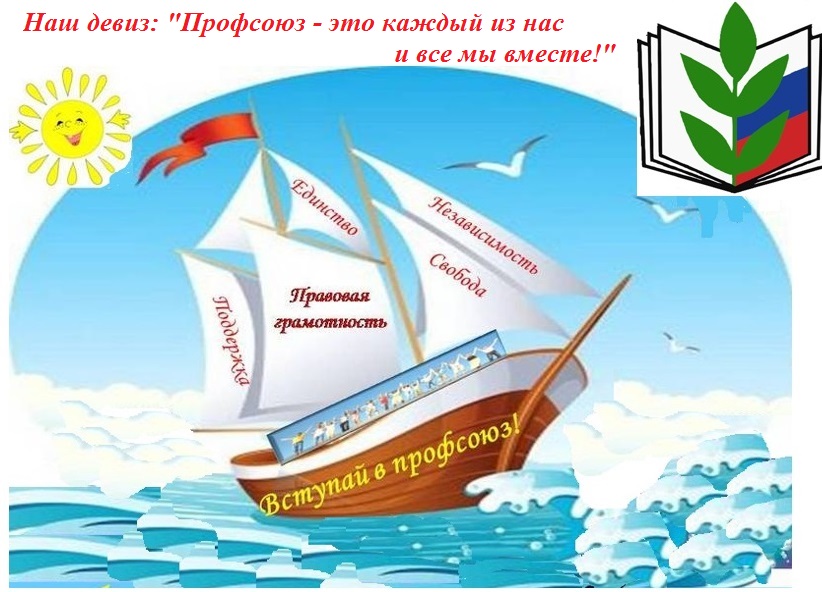 Наш девиз: "Профсоюз - это каждый из нас
и все мы вместе!"
Единство
Независимость
Свобода
Поддержка
Правовая
грамотность
Вступай в профсоюз!